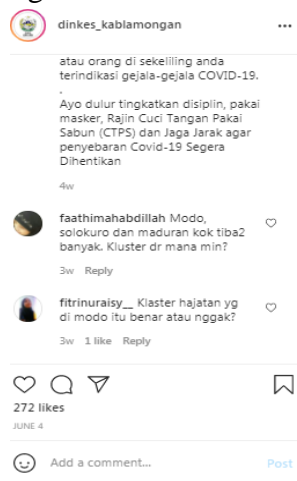 dinkes_kablamongan
atau orang di sekeliling anda
terindikasi gejala-gejala COVID-19.
.
Ayo dulur tingkatkan disiplin, pakai
masker, Rajin Cuci Tangan Pakai
Sabun (CTPS) dan Jaga Jarak agar
penyebaran Covid-19 Segera
Dihentikan
4w
faathimahabdillah Modo,
solokuro dan maduran kok tiba2
banyak. Kluster dr mana min?
3w Reply
fitrinuraisy__ Klaster hajatan yg
di modo itu benar atau nggak?
3w 1 like Reply
272 likes
JUNE 4
Add a comment...
Post